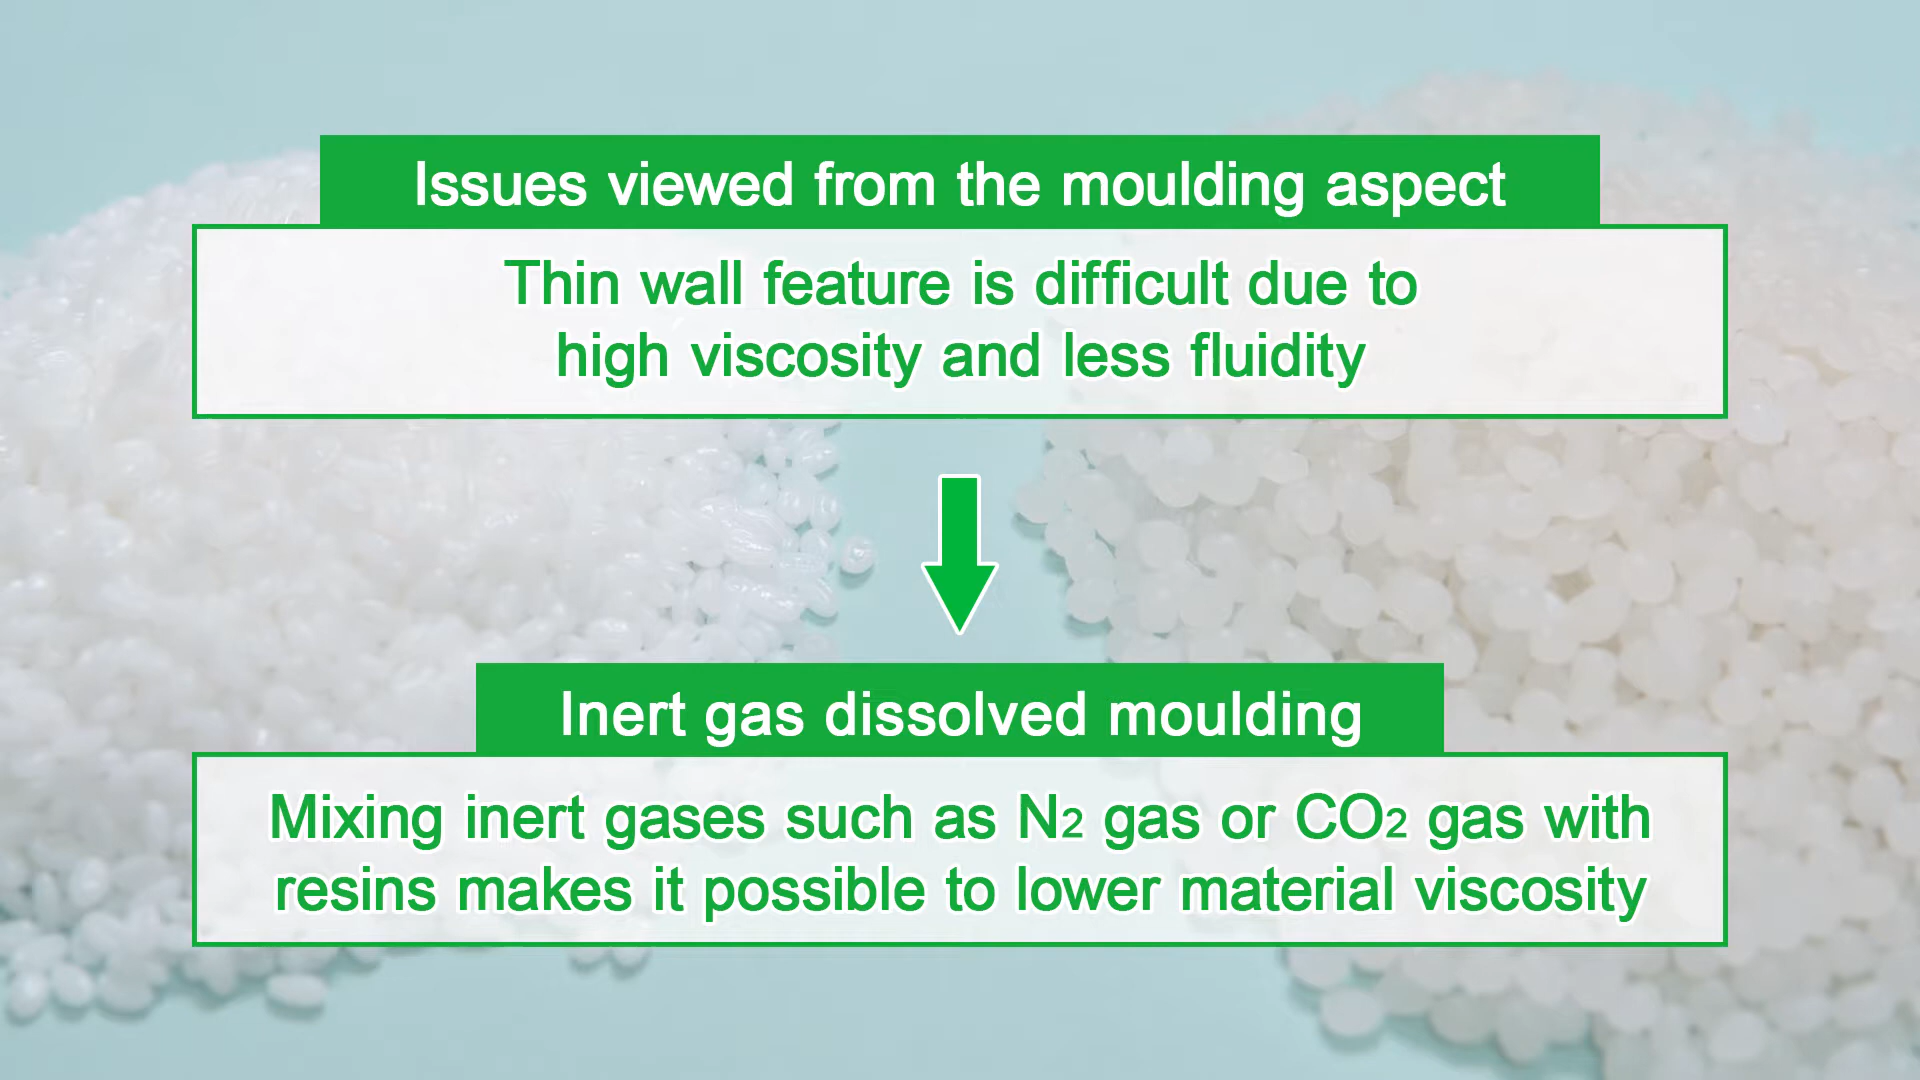 Issues viewed from the moulding aspect
Thin wall feature is difficult due to
high viscosity and less fluidity
Inert gas dissolved moulding
Mixing inert gases such as N2 gas or CO2 gas with
resins makes it possible to lower material viscosity